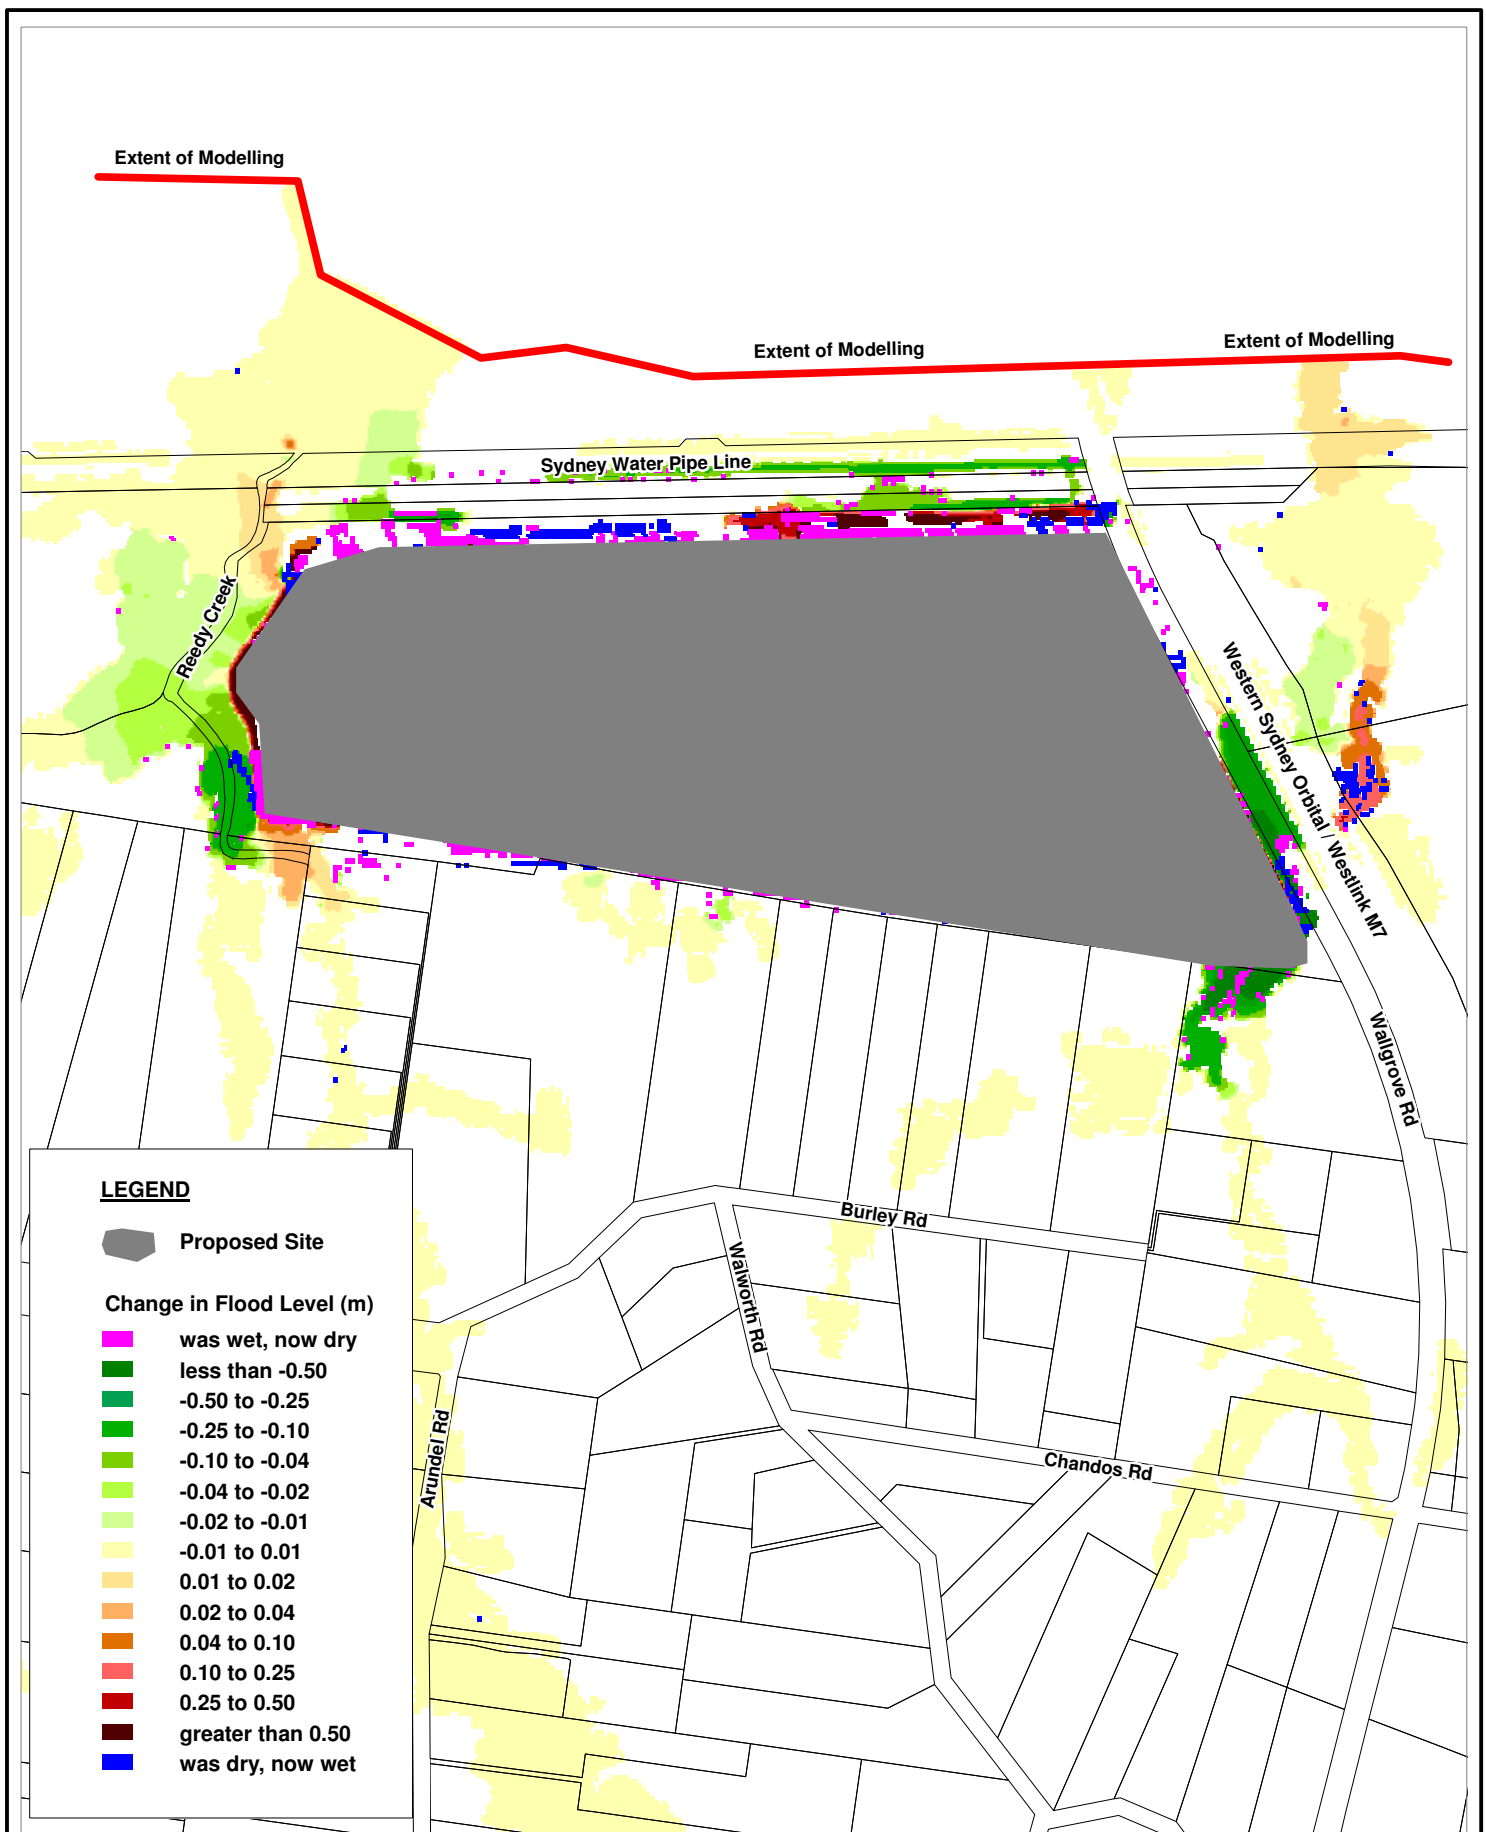 Extent of Modelling
Extent of Modelling
Extent of Modelling
Sydney Water Pipe Line
Reedy Creek
Western Sydney Orbital / Westlink M7
Wallgrove Rd
Burley Rd
Walworth Rd
Chandos Rd
Arundel Rd
LEGEND
Proposed Site
Change in Flood Level (m)
was wet, now dry
less than -0.50
-0.50 to -0.25
-0.25 to -0.10
-0.10 to -0.04
-0.04 to -0.02
-0.02 to -0.01
-0.01 to 0.01
0.01 to 0.02
0.02 to 0.04
0.04 to 0.10
0.10 to 0.25
0.25 to 0.50
greater than 0.50
was dry, now wet